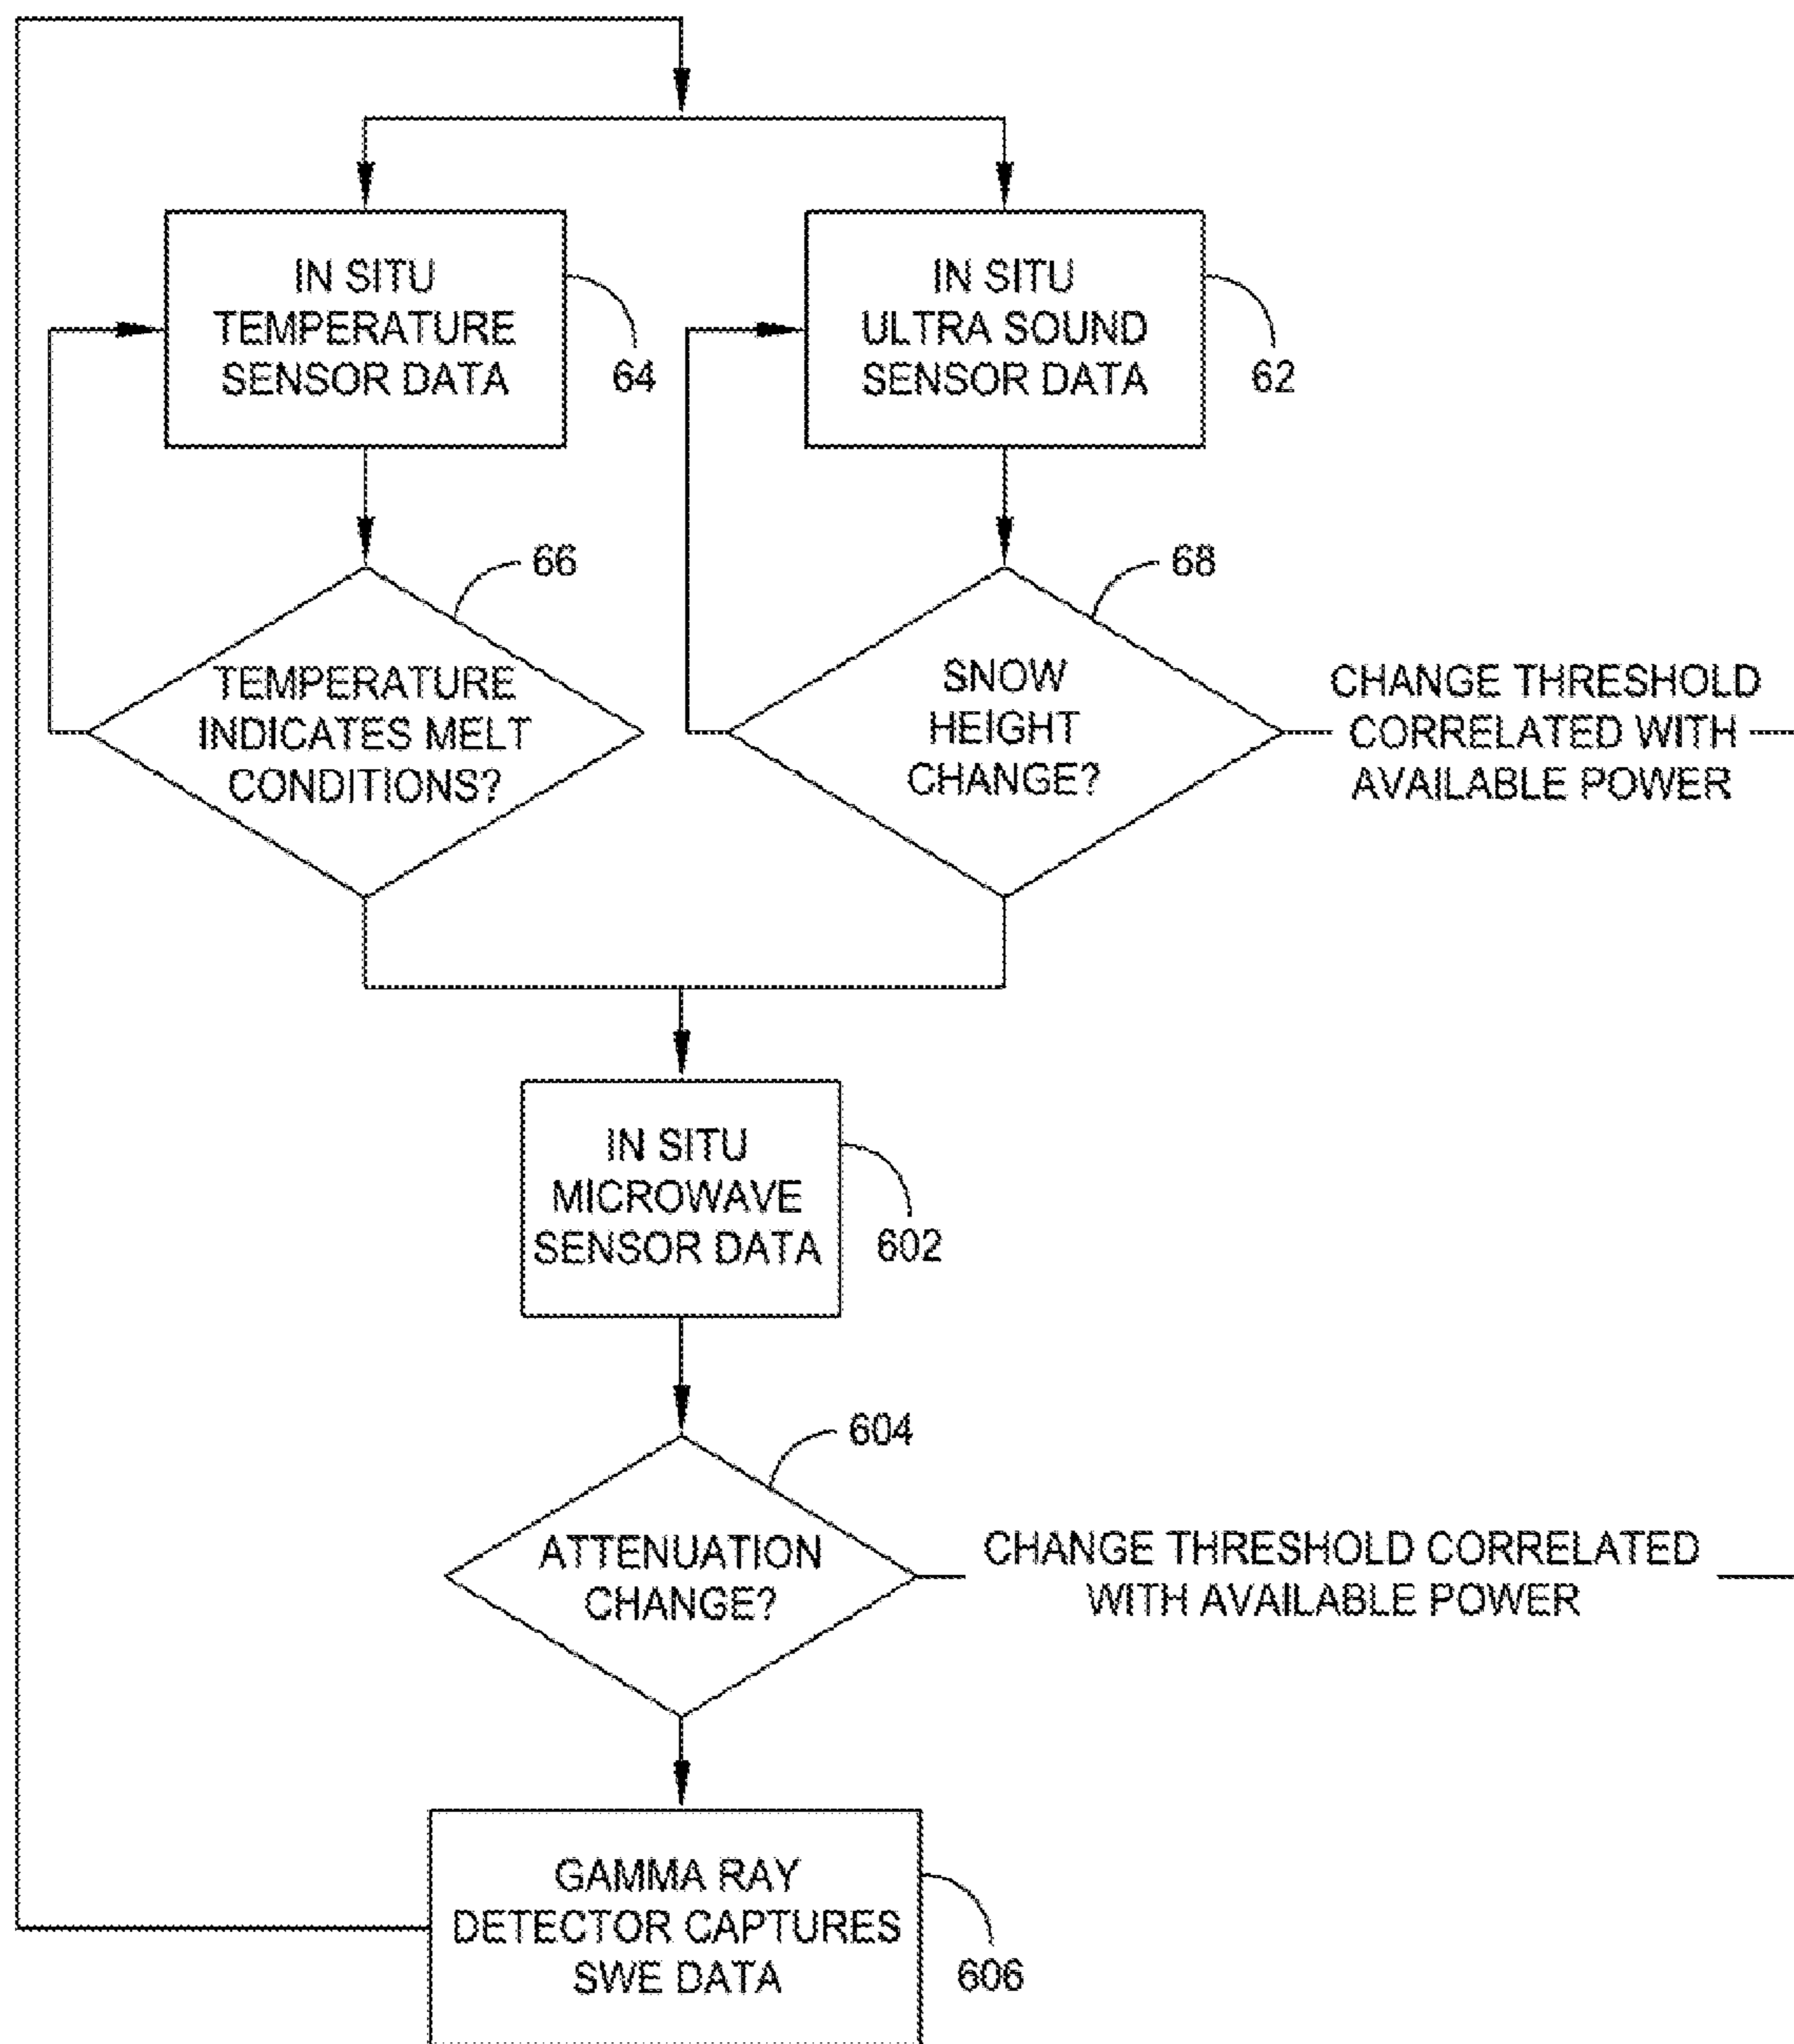 IN SITU
TEMPERATURE
SENSOR DATA
64
IN SITU
ULTRA SOUND
SENSOR DATA
62
66
TEMPERATURE
INDICATES MELT
CONDITIONS?
68
SNOW
HEIGHT
CHANGE?
CHANGE THRESHOLD
CORRELATED WITH
AVAILABLE POWER
IN SITU
MICROWAVE
SENSOR DATA
602
604
ATTENUATION
CHANGE?
CHANGE THRESHOLD CORRELATED
WITH AVAILABLE POWER
GAMMA RAY
DETECTOR CAPTURES
SWE DATA
606